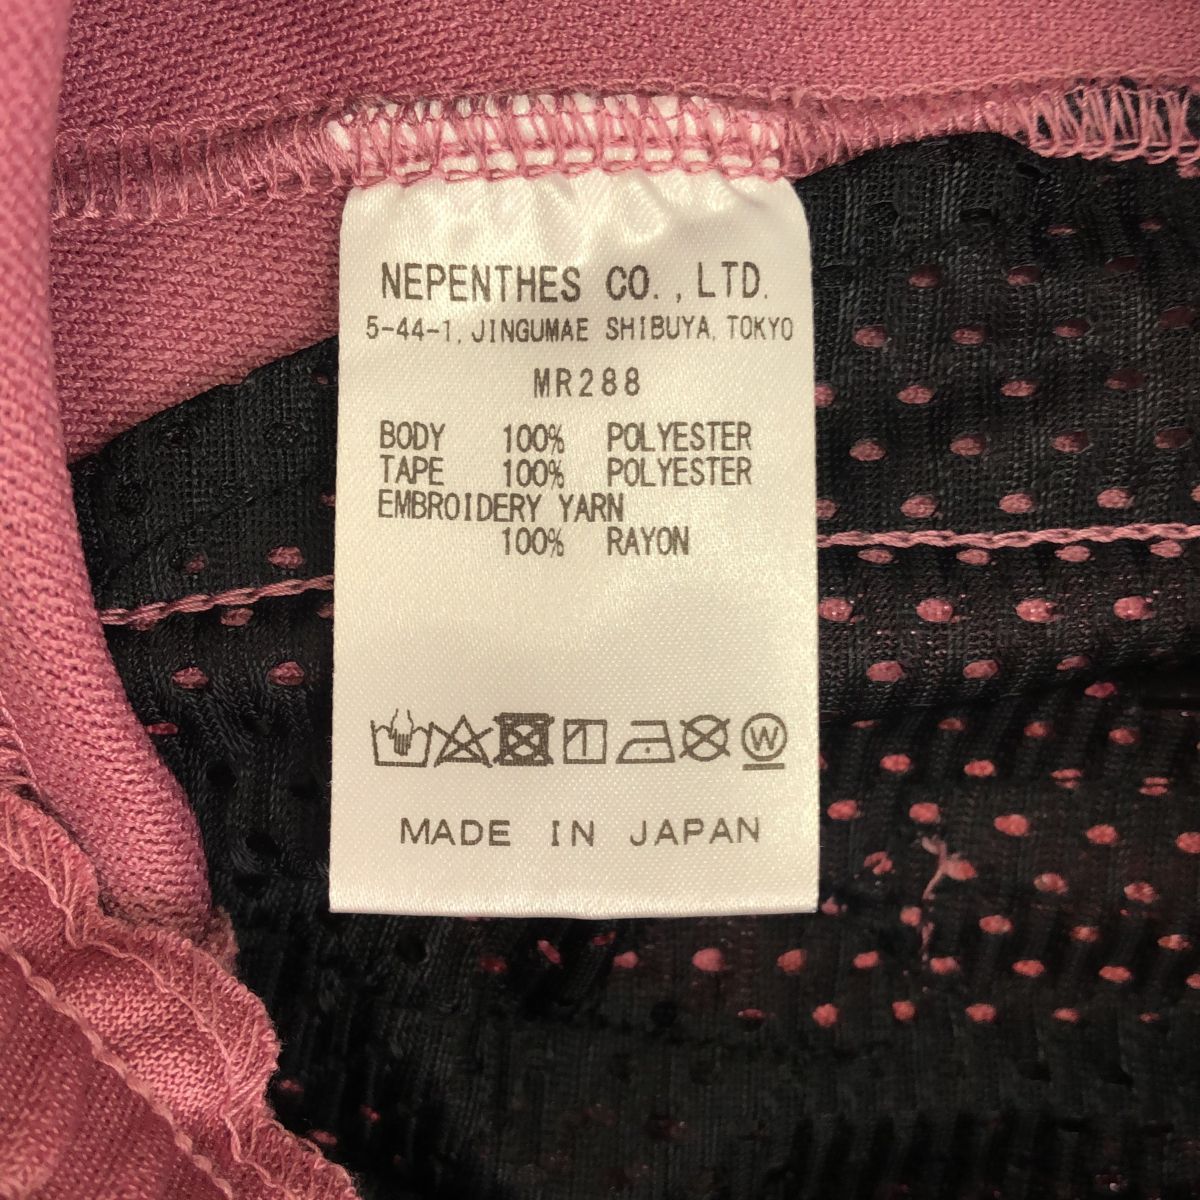 NEPENTHES CO., LTD.
5-44-1, JINGUMAE SHIBUYA, TOKYO
MR288
BODY 100% POLYESTER
TAPE 100% POLYESTER
EMBROIDERY YARN
100% RAYON
W
MADE IN JAPAN